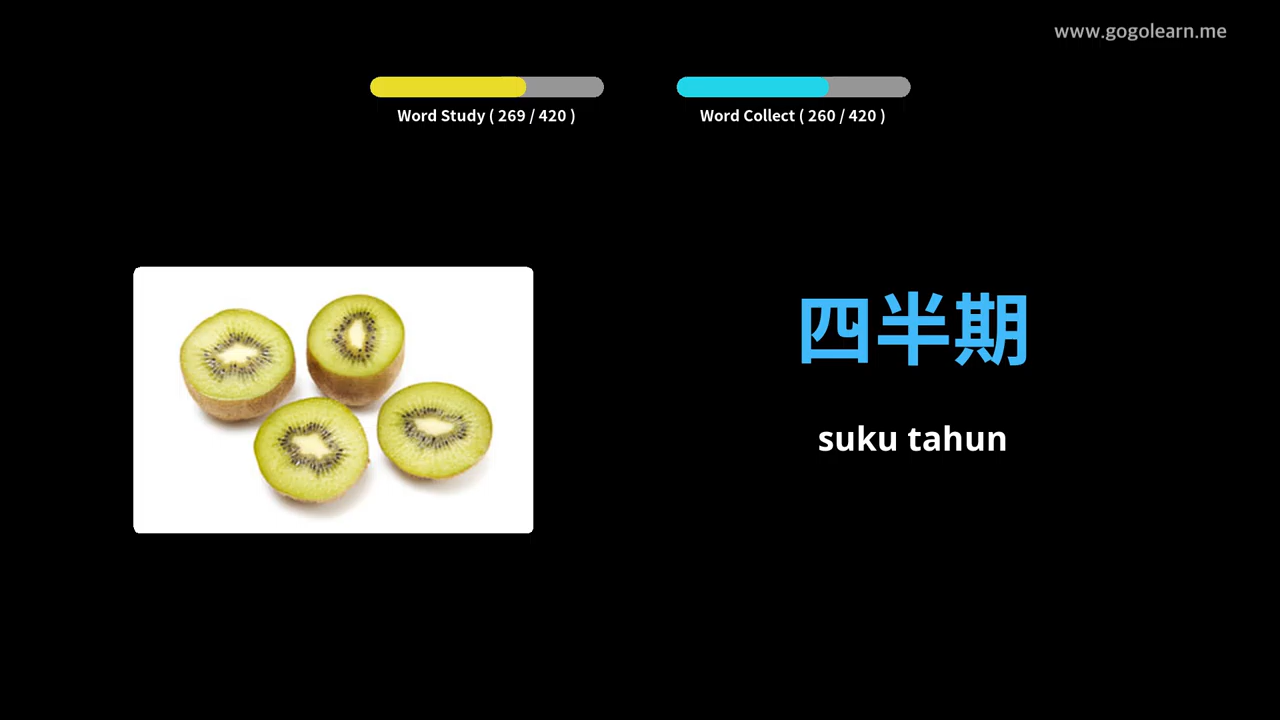 www.gogolearn.me
Word Study ( 269 / 420 )
Word Collect ( 260 / 420 )
四半期
suku tahun